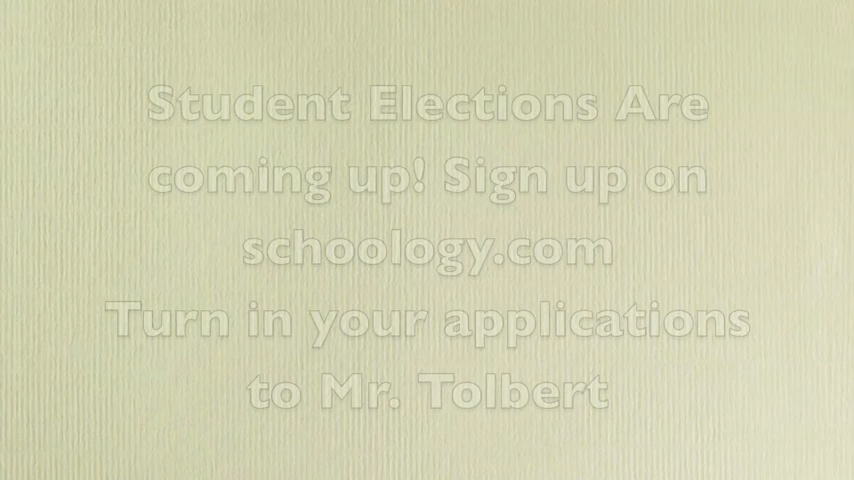 Student Elections Are
coming up! Sign up on
schoology.com
Turn in your applications
to Mr. Tolbert